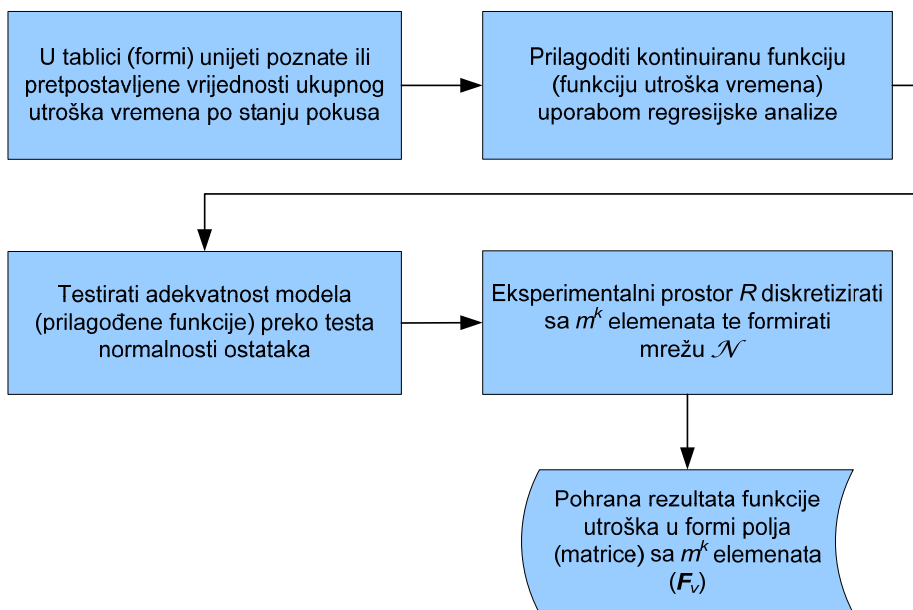 U tablici (formi) unijeti poznate ili
pretpostavljene vrijednosti ukupnog
utroška vremena po stanju pokusa
Prilagoditi kontinuiranu funkciju
(funkciju utroška vremena)
uporabom regresijske analize
Testirati adekvatnost modela
(prilagođene funkcije) preko testa
normalnosti ostataka
Eksperimentalni prostor R diskretizirati
sa m^k elemenata te formirati
mrežu 𝒩
Pohrana rezultata funkcije
utroška u formi polja
(matrice) sa m^k elemenata
(F_v)